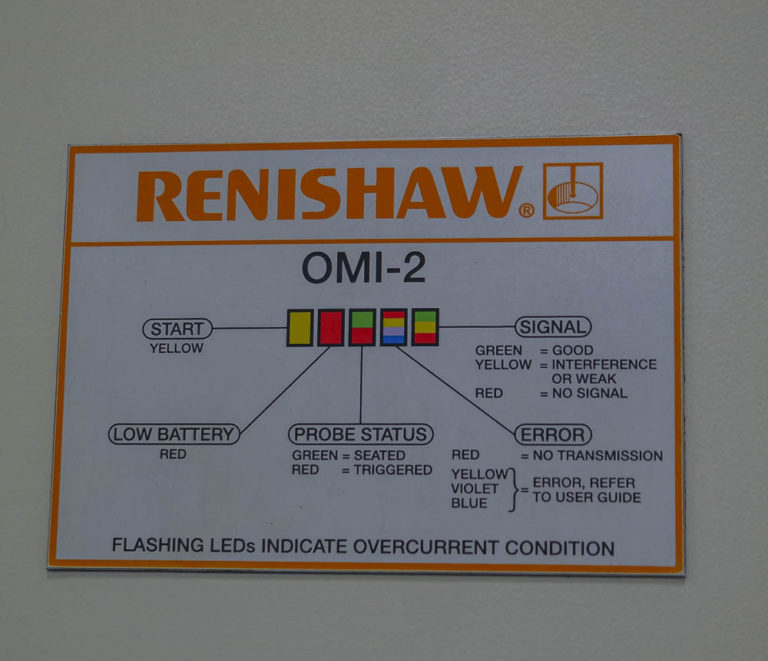 RENISHAW®
OMI-2
START
YELLOW
SIGNAL
GREEN = GOOD
YELLOW = INTERFERENCE
OR WEAK
RED = NO SIGNAL
LOW BATTERY
RED
PROBE STATUS
GREEN = SEATED
RED = TRIGGERED
ERROR
RED = NO TRANSMISSION
YELLOW
VIOLET
BLUE
} = ERROR, REFER
TO USER GUIDE
FLASHING LEDs INDICATE OVERCURRENT CONDITION